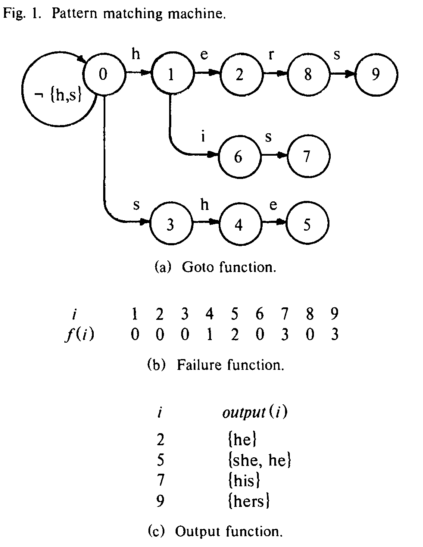 Fig. 1. Pattern matching machine.
h e r s
0 1 2 8 9
¬ {h,s}
i s
6 7
s h e
3 4 5
(a) Goto function.
i 1 2 3 4 5 6 7 8 9
f(i) 0 0 0 1 2 0 3 0 3
(b) Failure function.
i output(i)
2 {he}
5 {she, he}
7 {his}
9 {hers}
(c) Output function.